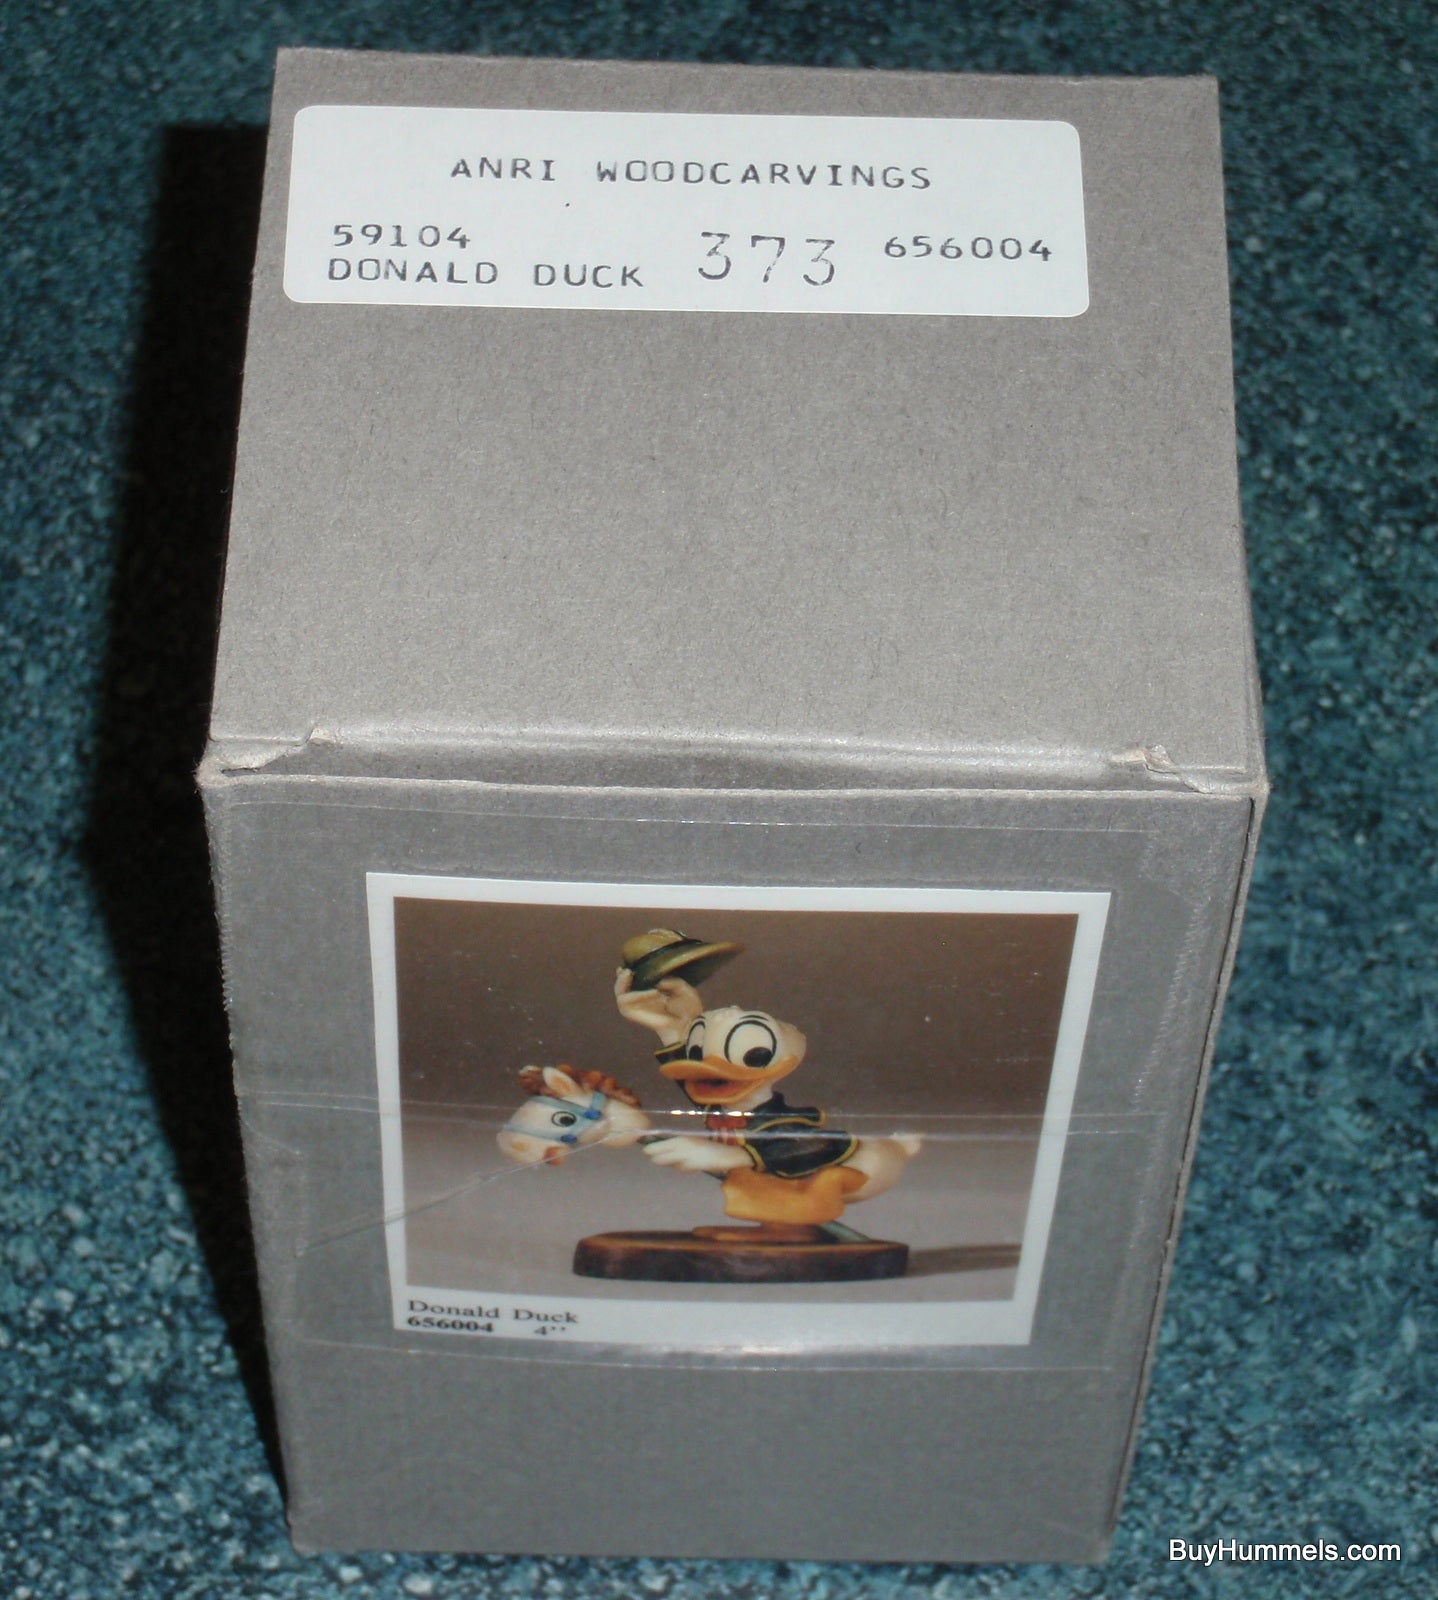 ANRI WOODCARVINGS
59104 373 656004
DONALD DUCK
Donald Duck
656004 4''
BuyHummels.com